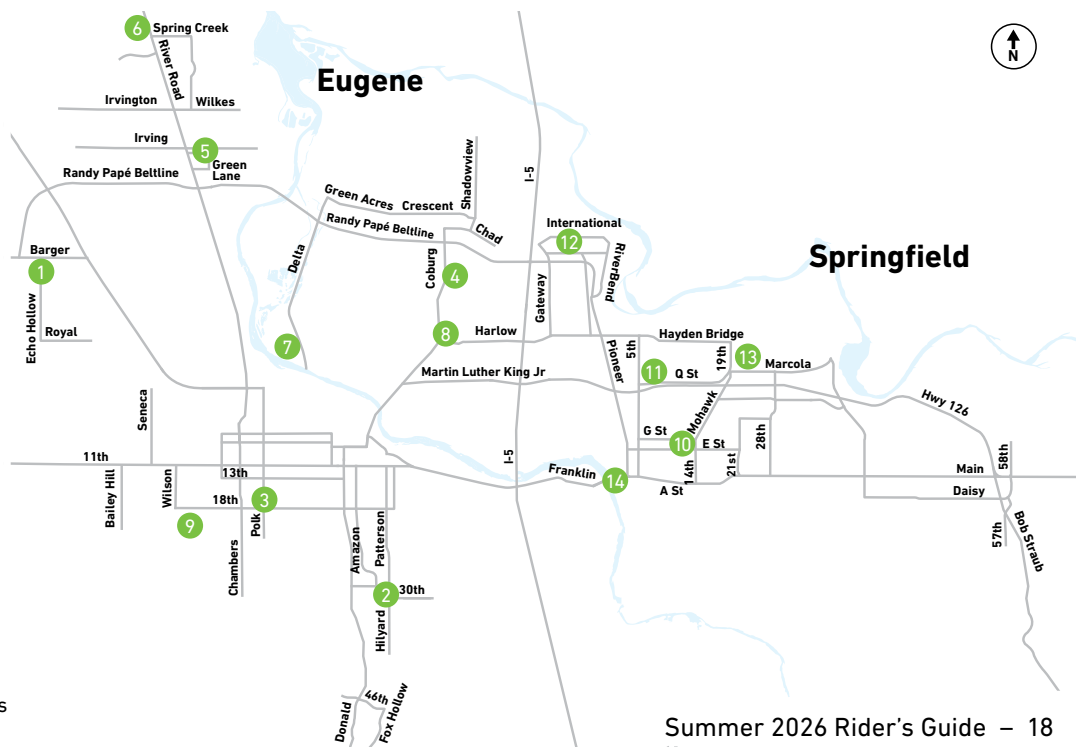 6
Spring Creek
River Road
Eugene
N
Irvington
Wilkes
Irving
5
Green
Lane
Randy Papé Beltline
Shadowview
I-5
Green Acres
Crescent
Randy Papé Beltline
Chad
International
12
RiverBend
Springfield
Barger
1
Delta
Coburg
4
Gateway
Echo Hollow
Royal
7
8
Harlow
Pioneer
5th
Hayden Bridge
19th
13
Marcola
11
Q St
Martin Luther King Jr
Hwy 126
Seneca
Mohawk
G St
10
E St
28th
58th
11th
13th
I-5
Franklin
14
A St
14th
21st
Main
Daisy
Bailey Hill
Wilson
18th
3
Polk
9
Chambers
Amazon
Patterson
57th
Bob Straub
2
30th
Hilyard
46th
Donald
Fox Hollow
s
Summer 2026 Rider’s Guide – 18